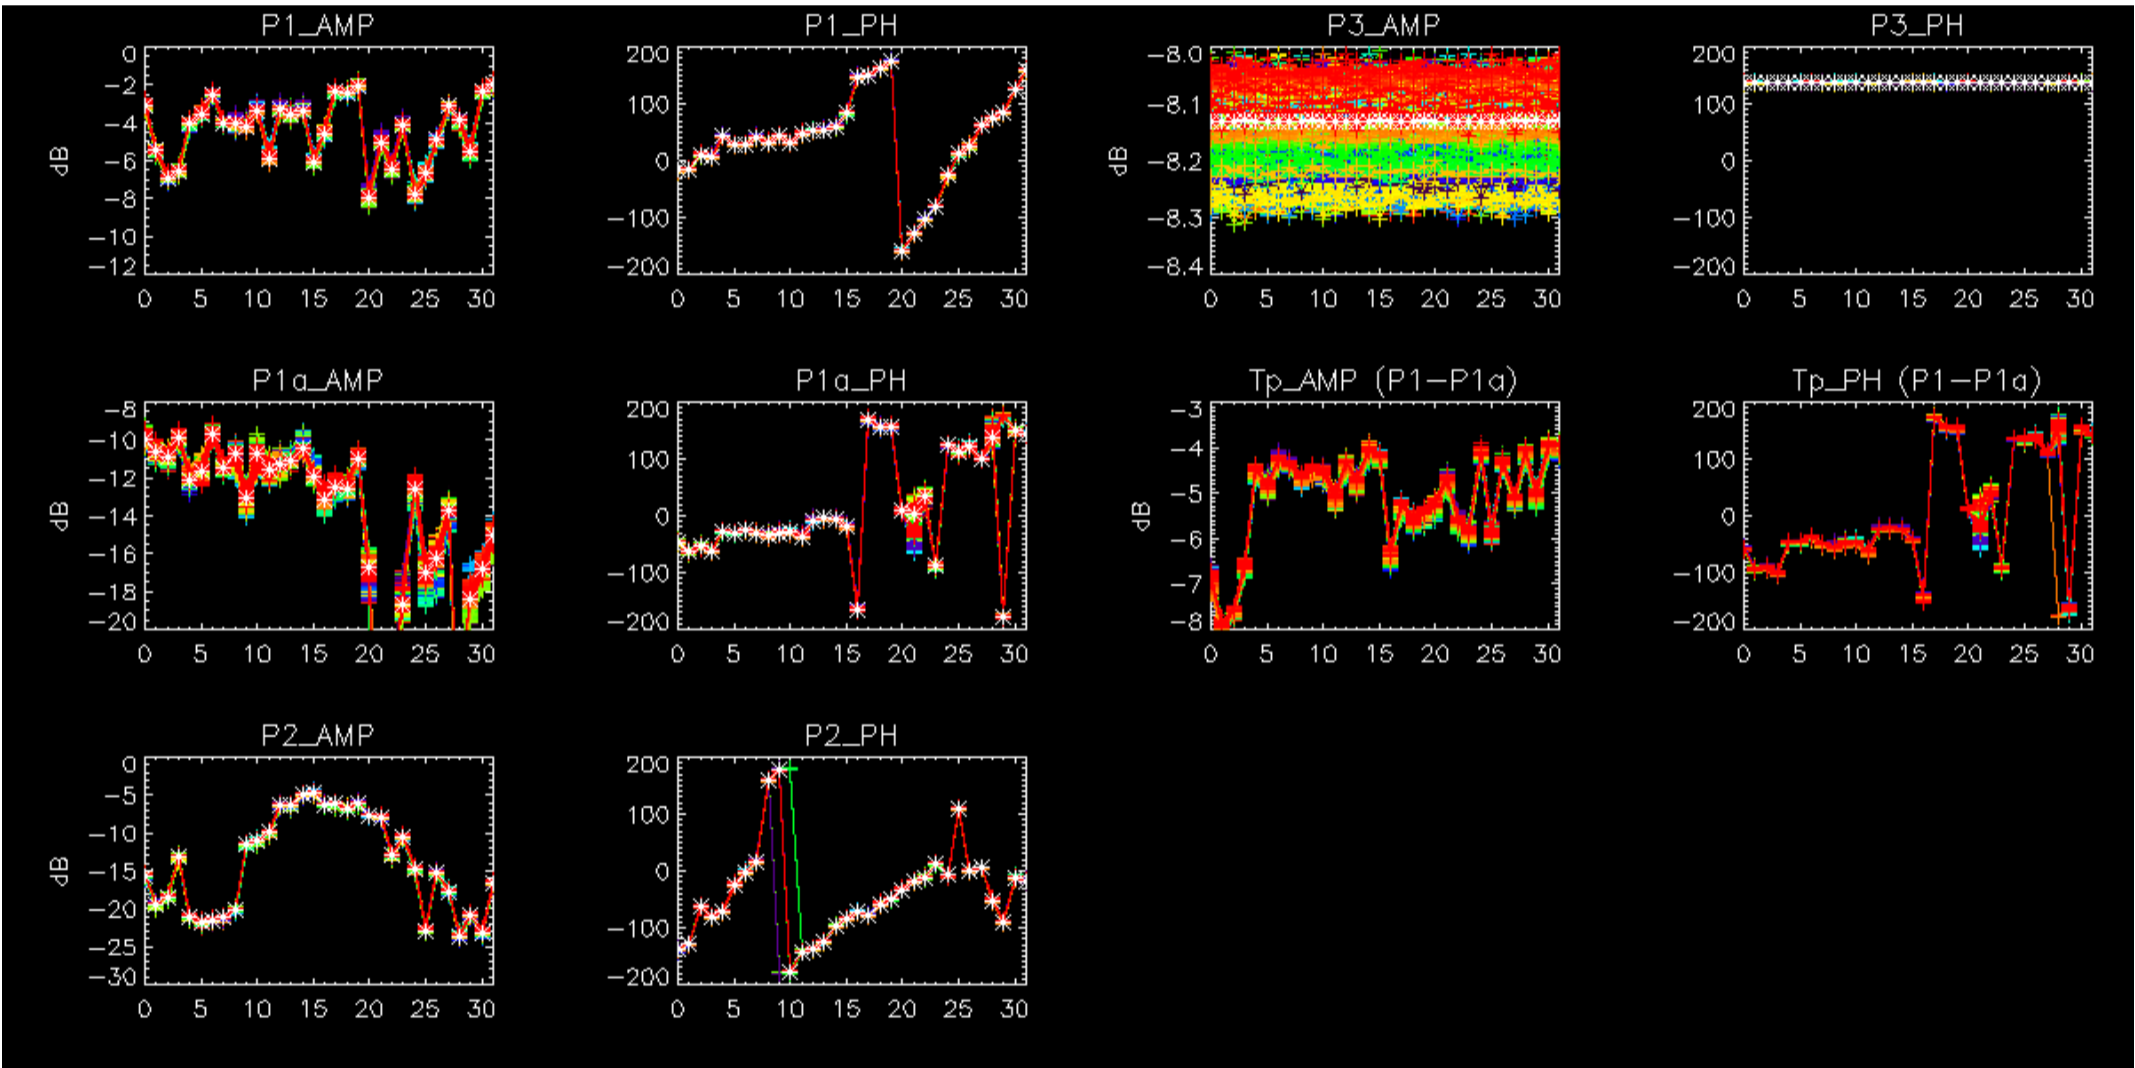 P1_AMP
dB
0
−2
−4
−6
−8
−10
−12
0 5 10 15 20 25 30
P1_PH
200
100
0
−100
−200
0 5 10 15 20 25 30
P3_AMP
dB
−8.0
−8.1
−8.2
−8.3
−8.4
0 5 10 15 20 25 30
P3_PH
200
100
0
−100
−200
0 5 10 15 20 25 30
P1a_AMP
dB
−8
−10
−12
−14
−16
−18
−20
0 5 10 15 20 25 30
P1a_PH
200
100
0
−100
−200
0 5 10 15 20 25 30
Tp_AMP (P1−P1a)
dB
−3
−4
−5
−6
−7
−8
0 5 10 15 20 25 30
Tp_PH (P1−P1a)
200
100
0
−100
−200
0 5 10 15 20 25 30
P2_AMP
dB
0
−5
−10
−15
−20
−25
−30
0 5 10 15 20 25 30
P2_PH
200
100
0
−100
−200
0 5 10 15 20 25 30